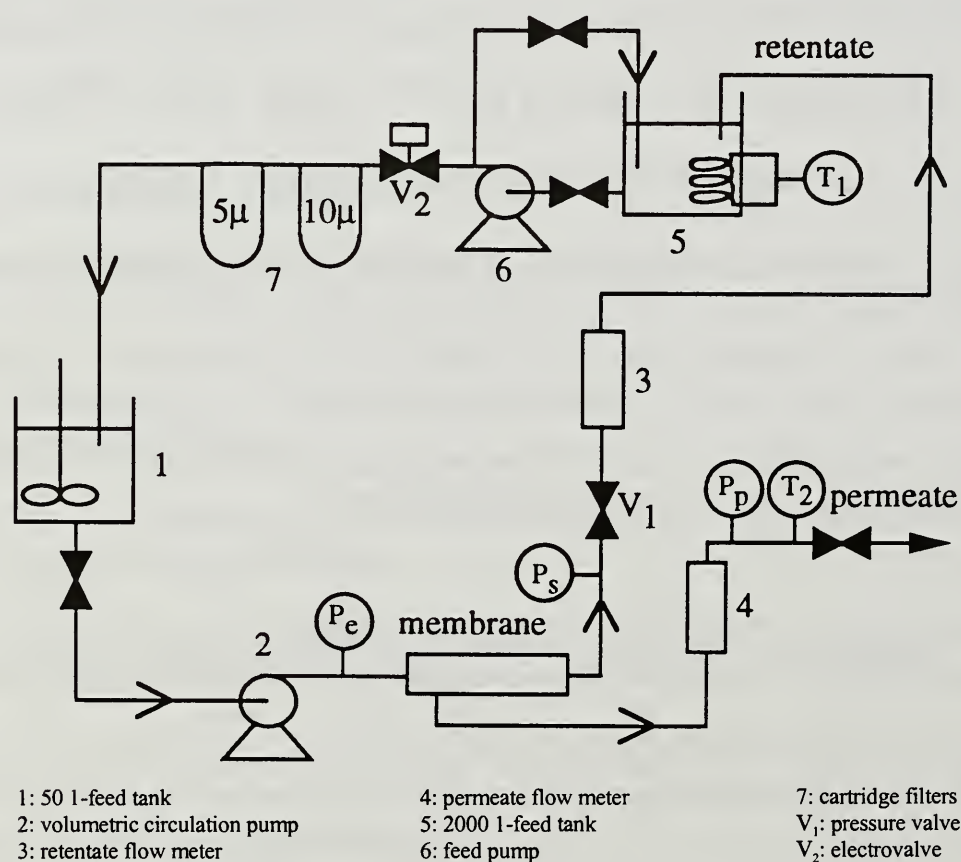 retentate
V2
T1
5μ
10μ
7
6
5
3
1
V1
Pp
T2
permeate
Ps
4
Pe
membrane
2
1: 50 l-feed tank
2: volumetric circulation pump
3: retentate flow meter
4: permeate flow meter
5: 2000 l-feed tank
6: feed pump
7: cartridge filters
V1: pressure valve
V2: electrovalve